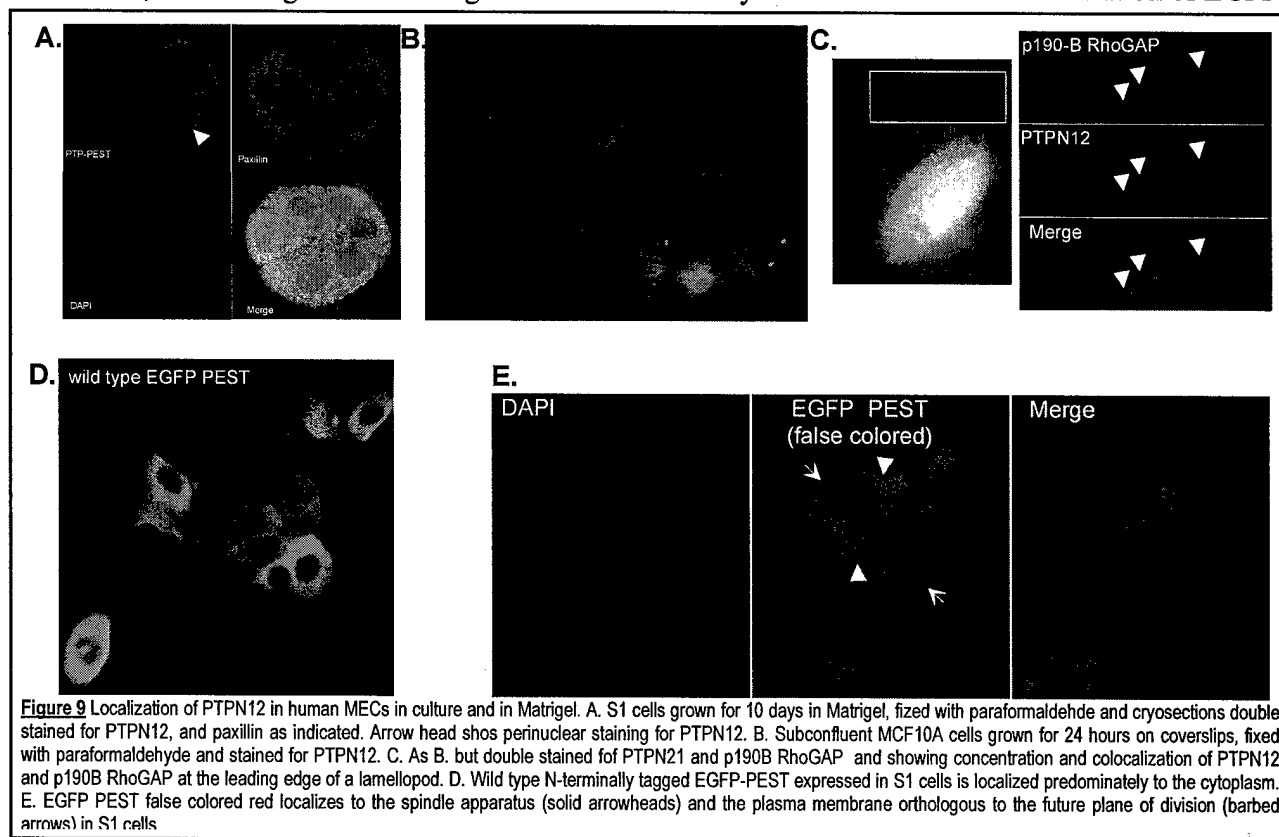 A.
B.
C.
p190-B RhoGAP
PTPN12
Merge
PTP-PEST
Paxillin
DAPI
Merge
D. wild type EGFP PEST
E.
DAPI
EGFP PEST
(false colored)
Merge
Figure 9 Localization of PTPN12 in human MECs in culture and in Matrigel. A. S1 cells grown for 10 days in Matrigel, fized with paraformaldehde and cryosections double
stained for PTPN12, and paxillin as indicated. Arrow head shos perinuclear staining for PTPN12. B. Subconfluent MCF10A cells grown for 24 hours on coverslips, fixed
with paraformaldehyde and stained for PTPN12. C. As B. but double stained fof PTPN21 and p190B RhoGAP and showing concentration and colocalization of PTPN12
and p190B RhoGAP at the leading edge of a lamellopod. D. Wild type N-terminally tagged EGFP-PEST expressed in S1 cells is localized predominately to the cytoplasm.
E. EGFP PEST false colored red localizes to the spindle apparatus (solid arrowheads) and the plasma membrane orthologous to the future plane of division (barbed
arrows) in S1 cells